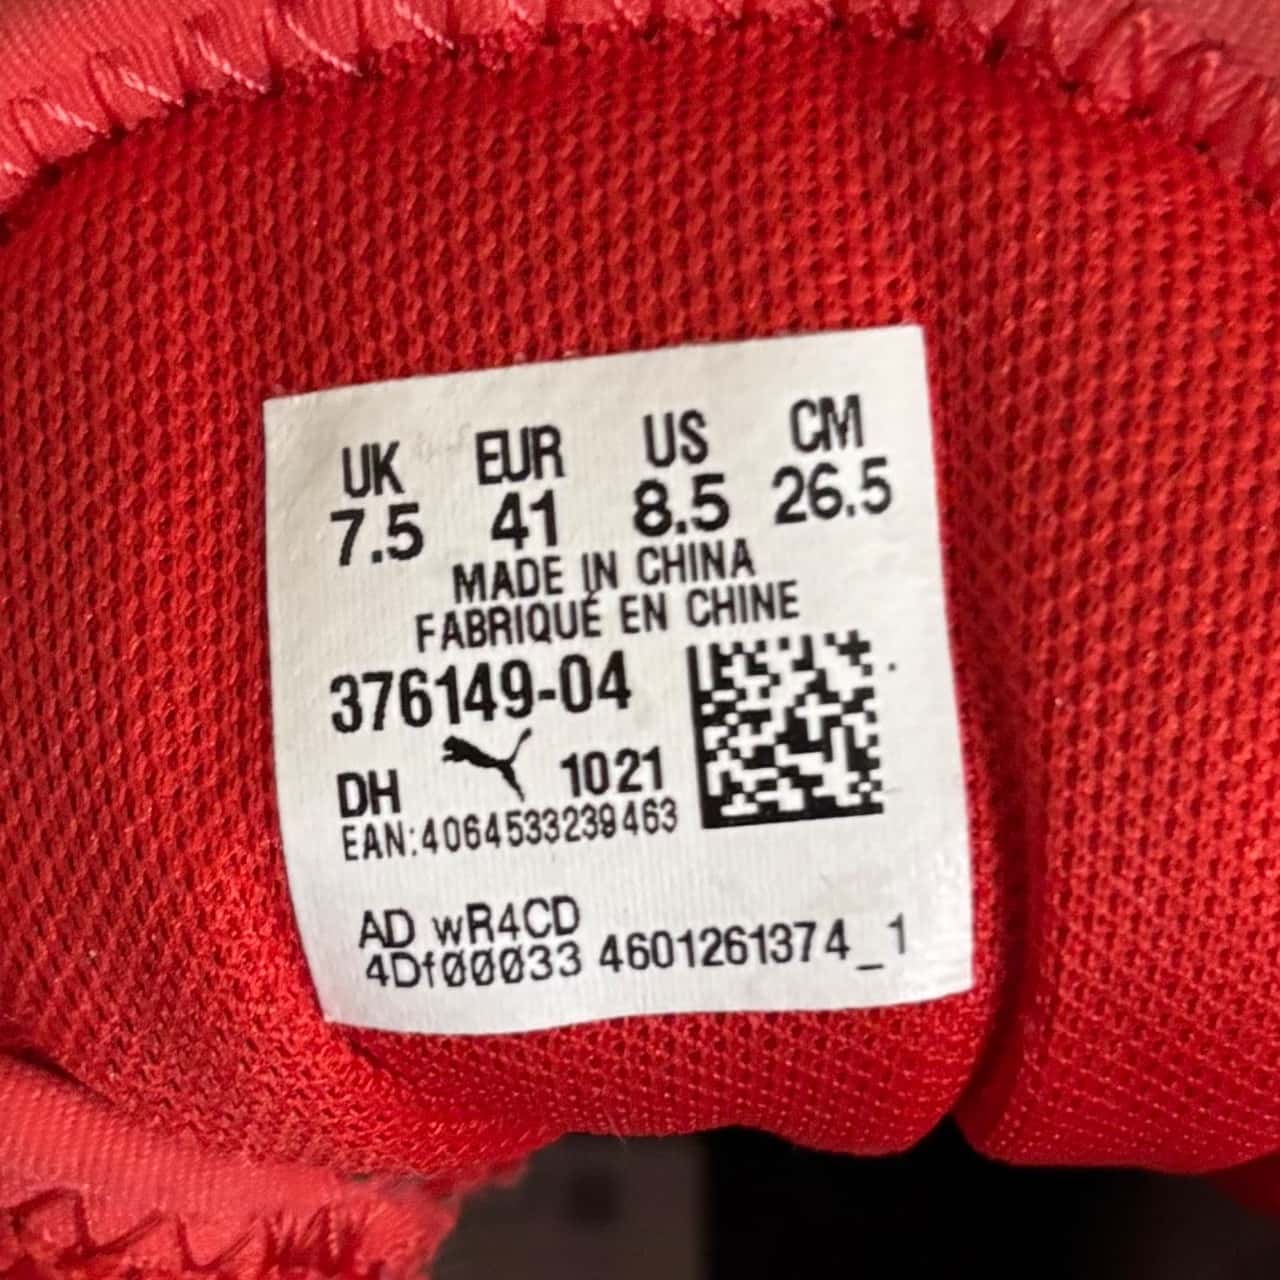 UK EUR US CM
7.5 41 8.5 26.5
MADE IN CHINA
FABRIQUÉ EN CHINE
376149-04
DH 1021
EAN:4064533239463
AD wR4CD
4Df00033 4601261374_1